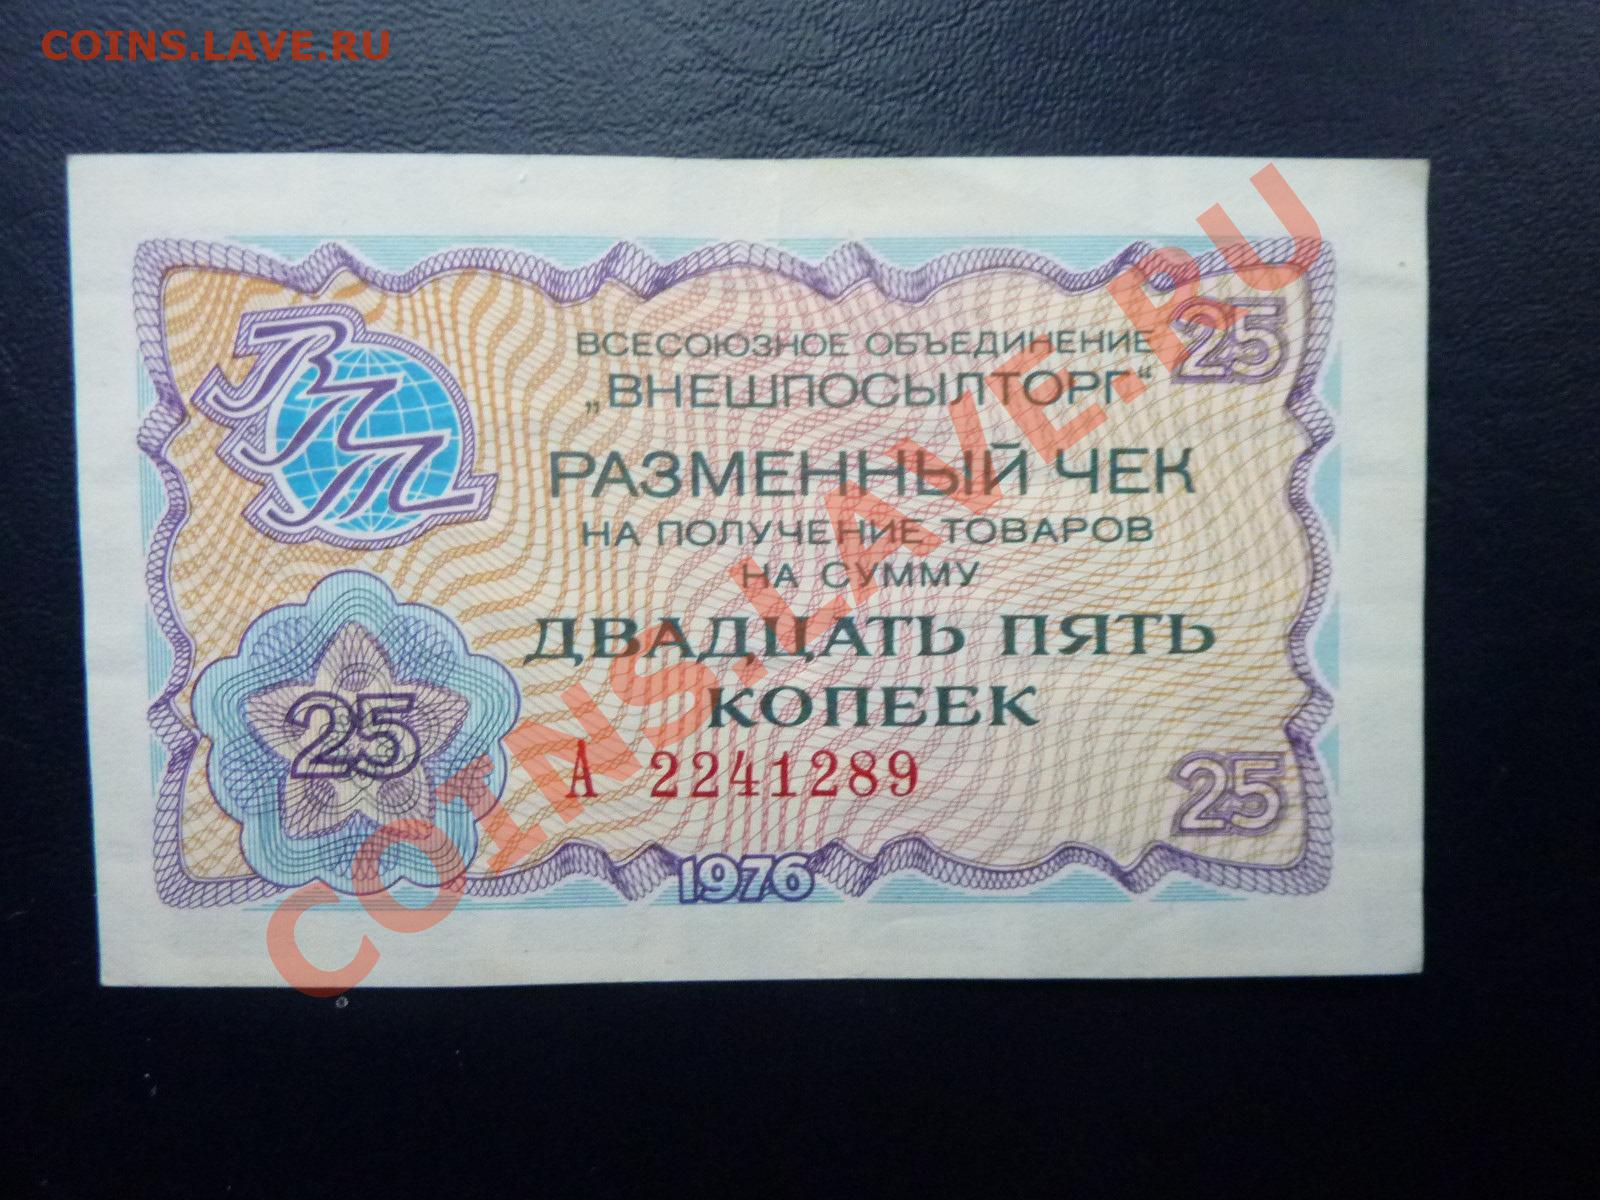 COINS.LAVE.RU
ВПТ
ВСЕСОЮЗНОЕ ОБЪЕДИНЕНИЕ
„ВНЕШПОСЫЛТОРГ“
25
РАЗМЕННЫЙ ЧЕК
НА ПОЛУЧЕНИЕ ТОВАРОВ
НА СУММУ
ДВАДЦАТЬ ПЯТЬ
КОПЕЕК
25
А 2241289
25
1976
COINS.LAVE.RU